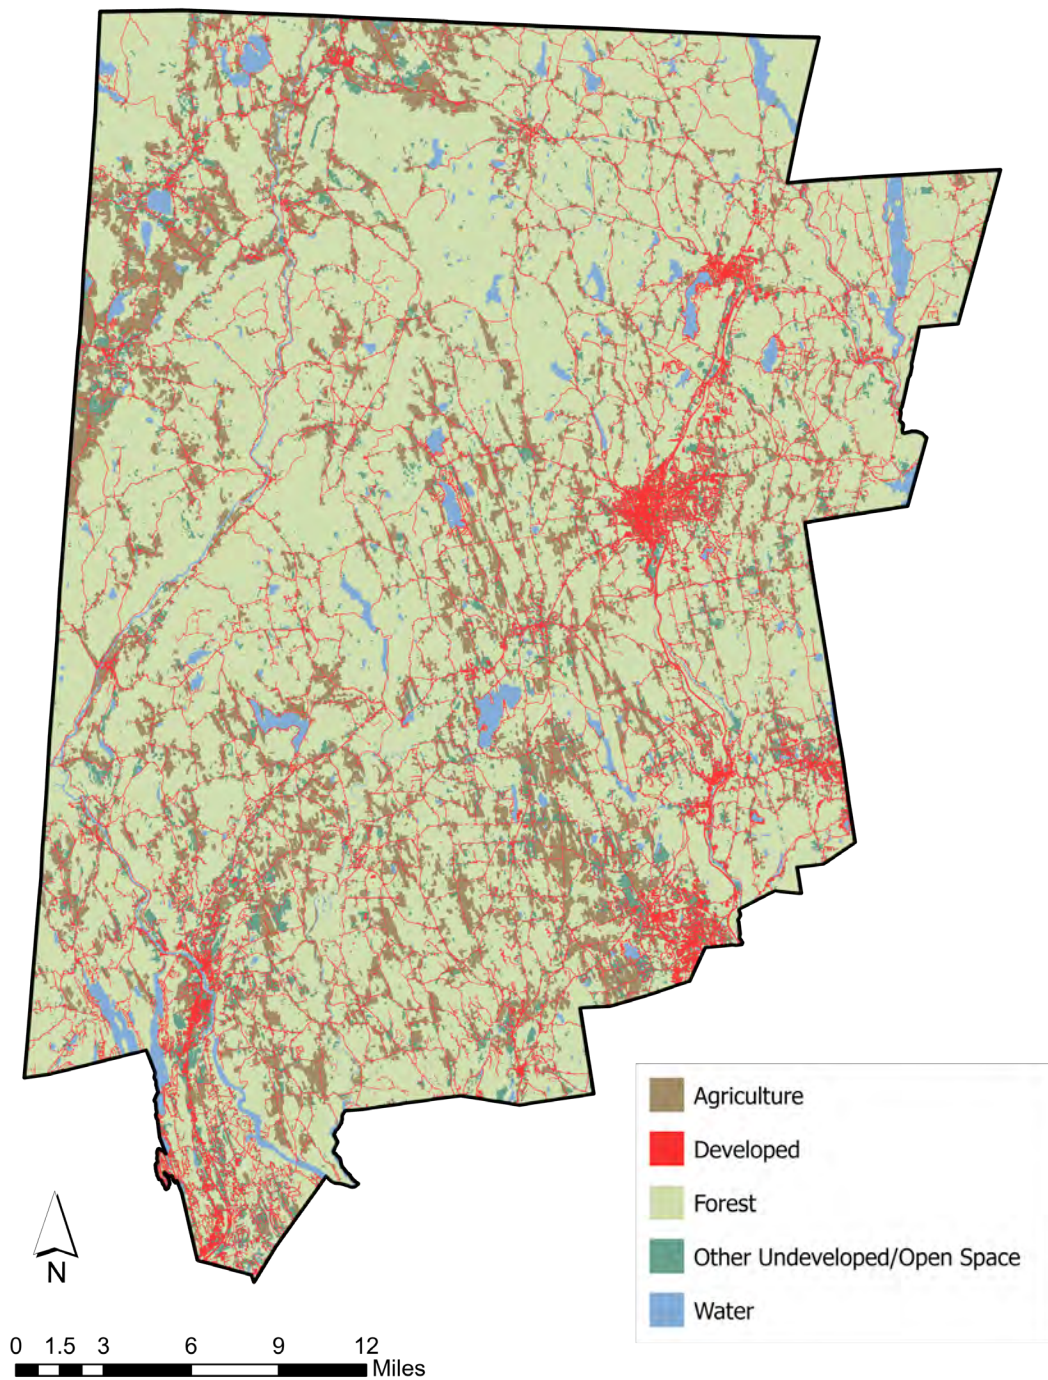 Agriculture
Developed
Forest
Other Undeveloped/Open Space
Water
N
0 1.5 3 6 9 12
Miles